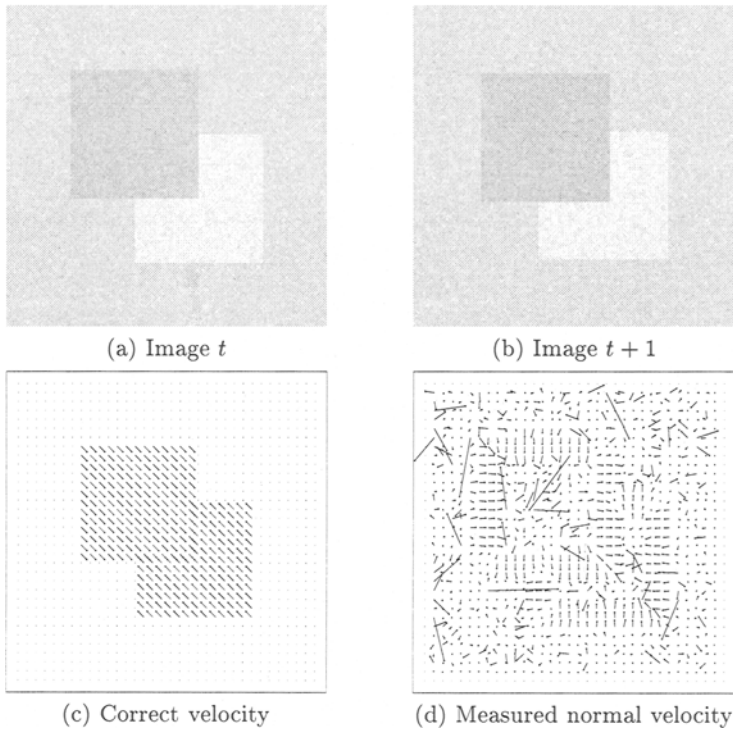 (a) Image t
(b) Image t + 1
(c) Correct velocity
(d) Measured normal velocity